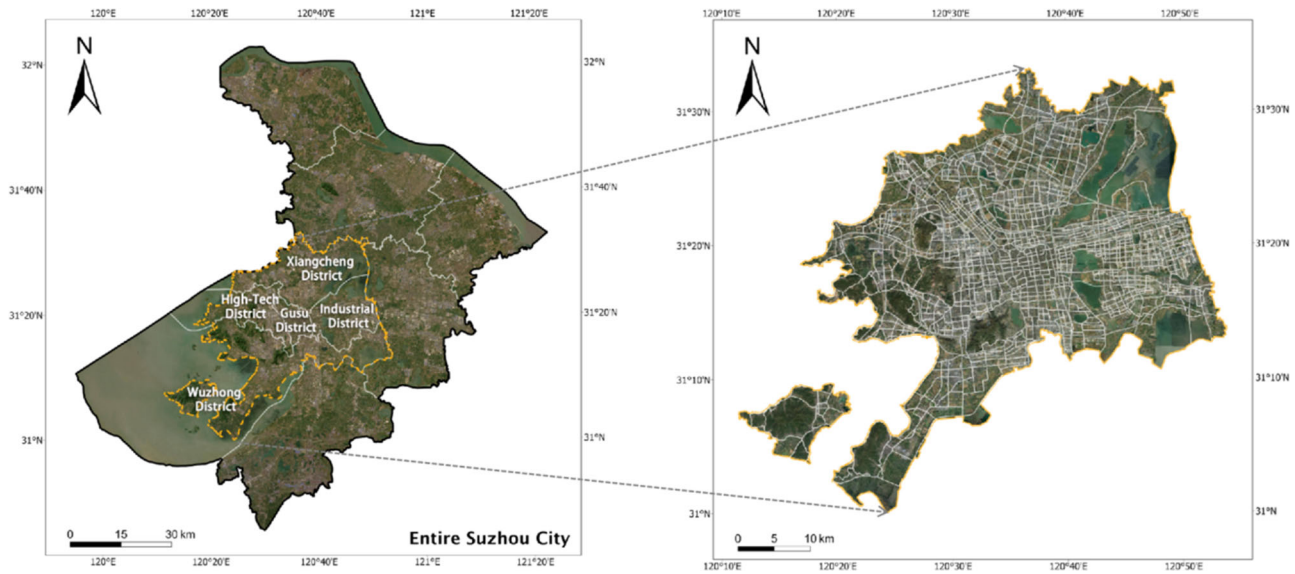 120°E 120°20'E 120°40'E 121°E 121°20'E
N
32°N
31°40'N
31°20'N
31°N
32°N
31°40'N
31°20'N
31°N
Xiangcheng
District
High-Tech
District
Gusu
District
Industrial
District
Wuzhong
District
0 15 30 km
Entire Suzhou City
120°E 120°20'E 120°40'E 121°E 121°20'E
120°10'E 120°20'E 120°30'E 120°40'E 120°50'E
N
31°30'N
31°20'N
31°10'N
31°N
31°30'N
31°20'N
31°10'N
31°N
0 5 10 km
120°10'E 120°20'E 120°30'E 120°40'E 120°50'E